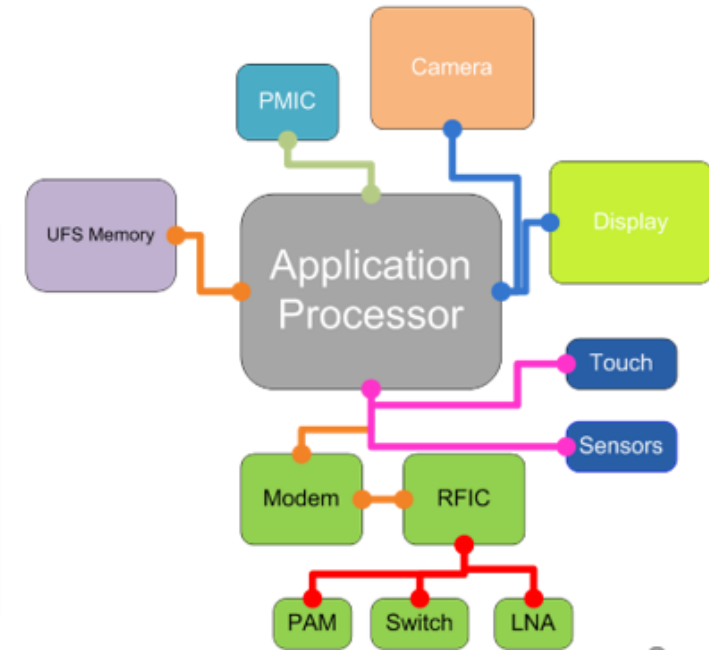 Camera
PMIC
UFS Memory
Display
Application
Processor
Touch
Sensors
Modem
RFIC
PAM
Switch
LNA